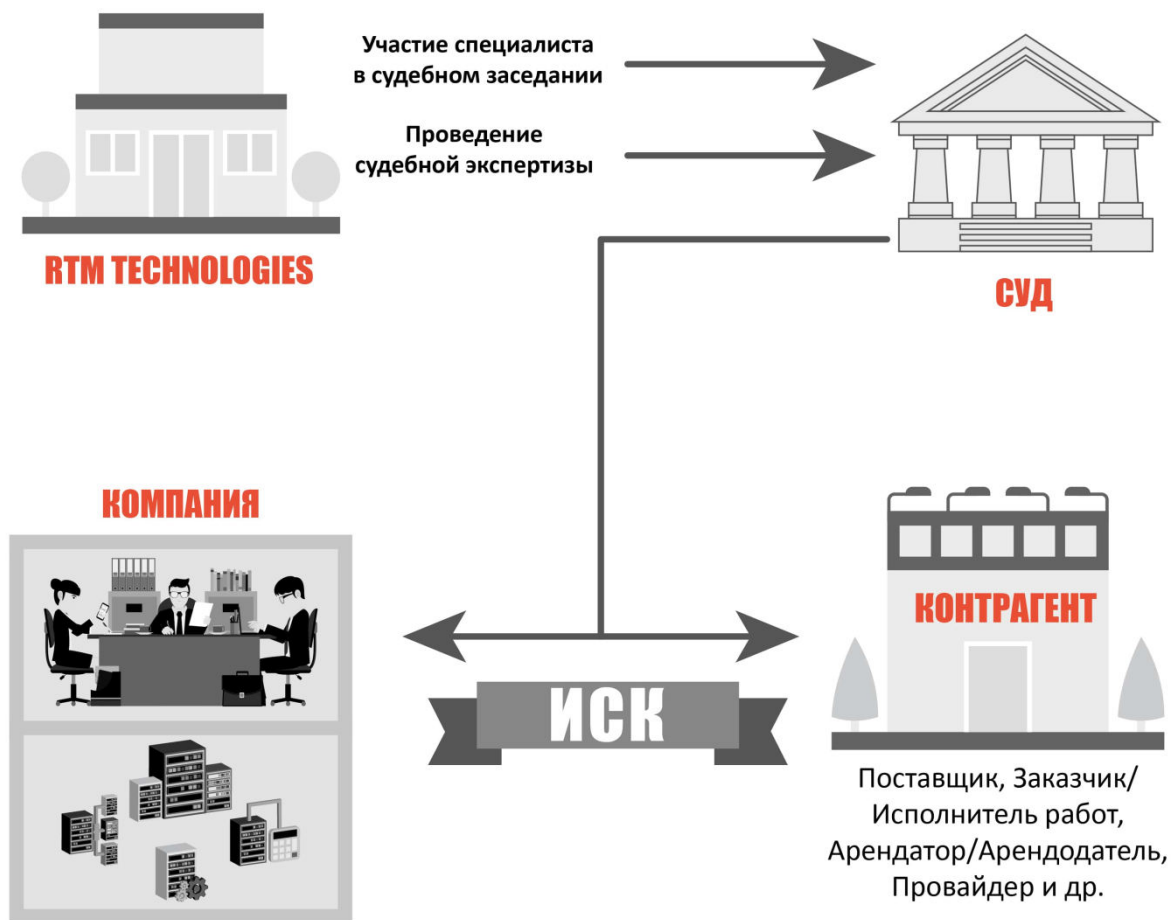 Участие специалиста
в судебном заседании
Проведение
судебной экспертизы
RTM TECHNOLOGIES
СУД
КОМПАНИЯ
КОНТРАГЕНТ
ИСК
Поставщик, Заказчик/
Исполнитель работ,
Арендатор/Арендодатель,
Провайдер и др.